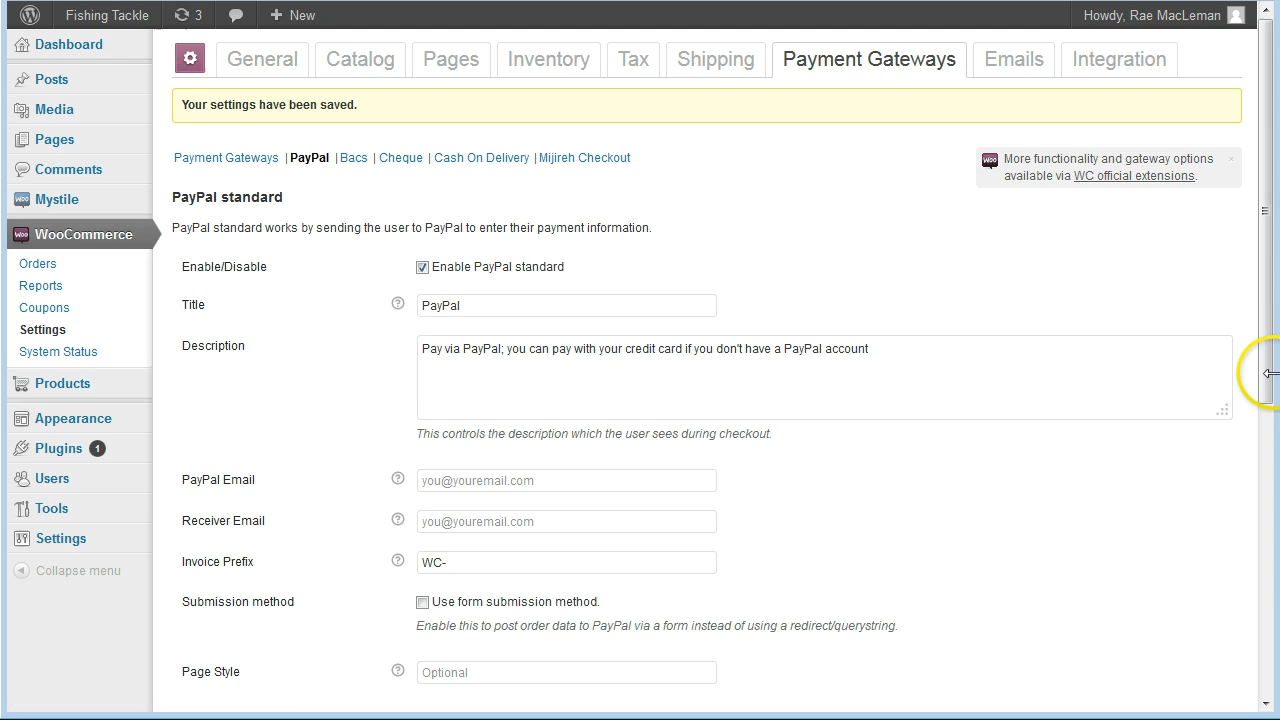 Fishing Tackle 3 New Howdy, Rae MacLeman
Dashboard
Posts
Media
Pages
Comments
Mystile
WooCommerce
Orders
Reports
Coupons
Settings
System Status
Products
Appearance
Plugins 1
Users
Tools
Settings
Collapse menu
General Catalog Pages Inventory Tax Shipping Payment Gateways Emails Integration
Your settings have been saved.
Payment Gateways | PayPal | Bacs | Cheque | Cash On Delivery | Mijireh Checkout
More functionality and gateway options
available via WC official extensions.
PayPal standard
PayPal standard works by sending the user to PayPal to enter their payment information.
Enable/Disable Enable PayPal standard
Title PayPal
Description Pay via PayPal; you can pay with your credit card if you don't have a PayPal account
This controls the description which the user sees during checkout.
PayPal Email you@youremail.com
Receiver Email you@youremail.com
Invoice Prefix WC-
Submission method Use form submission method.
Enable this to post order data to PayPal via a form instead of using a redirect/querystring.
Page Style Optional